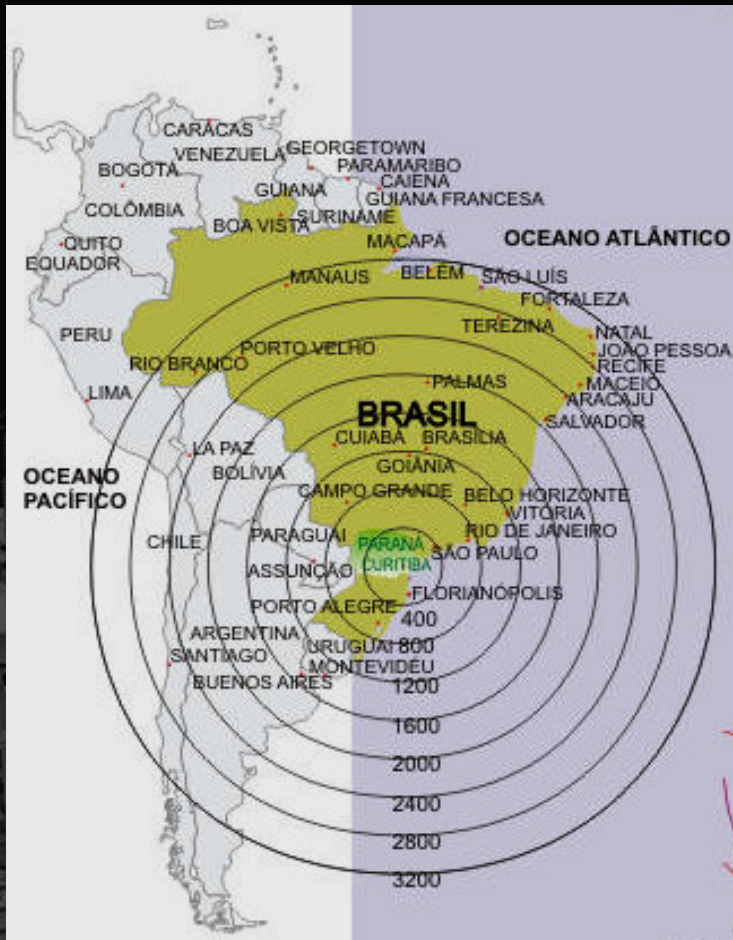 CARACAS
VENEZUELA
GEORGETOWN
PARAMARIBO
BOGOTÁ
CAIENA
GUIANA
GUIANA FRANCESA
COLÔMBIA
SURINAME
BOA VISTA
QUITO
MACAPÁ
OCEANO ATLÂNTICO
EQUADOR
BELÉM
MANAUS
SÃO LUÍS
FORTALEZA
TEREZINA
PERU
NATAL
JOÃO PESSOA
PORTO VELHO
RIO BRANCO
RECIFE
PALMAS
MACEIÓ
LIMA
ARACAJU
BRASIL
SALVADOR
CUIABÁ
BRASÍLIA
LA PAZ
GOIÂNIA
BOLÍVIA
OCEANO
PACÍFICO
CAMPO GRANDE
BELO HORIZONTE
VITÓRIA
RIO DE JANEIRO
PARAGUAI
CHILE
PARANÁ
SÃO PAULO
CURITIBA
ASSUNÇÃO
FLORIANÓPOLIS
PORTO ALEGRE
400
ARGENTINA
URUGUAI
800
SANTIAGO
MONTEVIDÉU
BUENOS AIRES
1200
1600
2000
2400
2800
3200